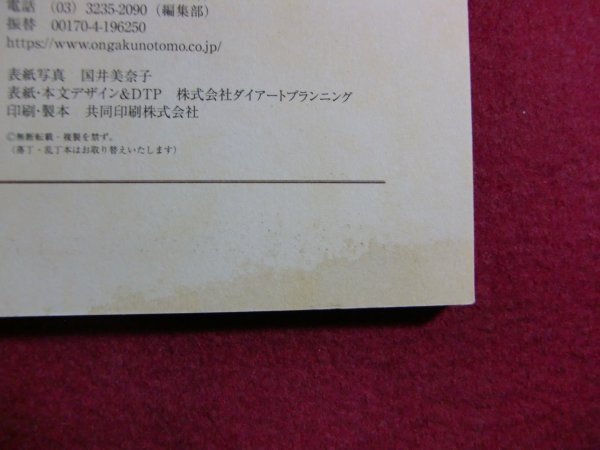 電話 (03) 3235-2090 (編集部)
振替 00170-4-196250
https://www.ongakunotomo.co.jp/
表紙写真 国井美奈子
表紙・本文デザイン&DTP 株式会社ダイアートプランニング
印刷・製本 共同印刷株式会社
©無断転載・複製を禁ず。
(落丁・乱丁本はお取り替えいたします)